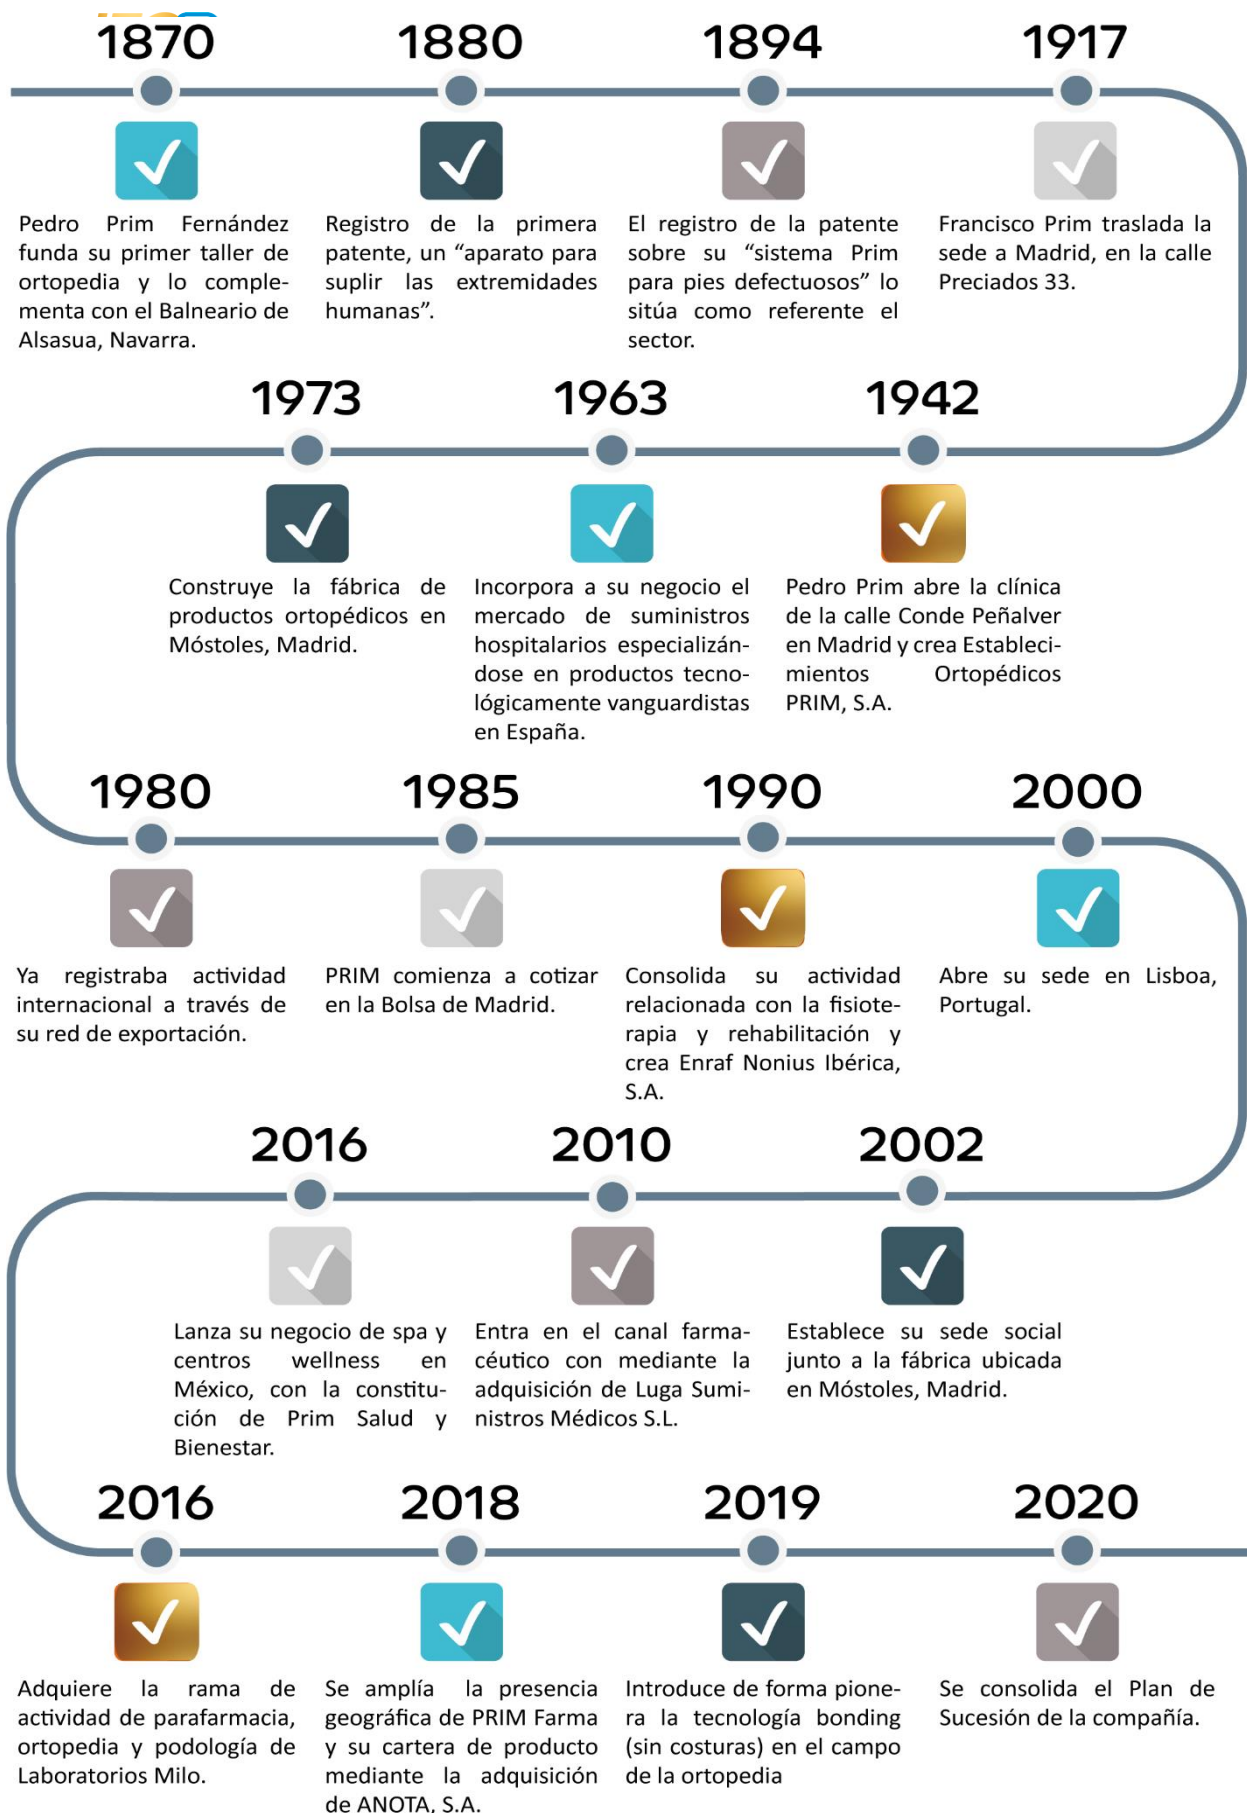 1870
Pedro Prim Fernández
funda su primer taller de
ortopedia y lo comple-
menta con el Balneario de
Alsasua, Navarra.
1880
Registro de la primera
patente, un “aparato para
suplir las extremidades
humanas”.
1894
El registro de la patente
sobre su “sistema Prim
para pies defectuosos” lo
sitúa como referente el
sector.
1917
Francisco Prim traslada la
sede a Madrid, en la calle
Preciados 33.
1942
Pedro Prim abre la clínica
de la calle Conde Peñalver
en Madrid y crea Estableci-
mientos Ortopédicos
PRIM, S.A.
1963
Incorpora a su negocio el
mercado de suministros
hospitalarios especializán-
dose en productos tecno-
lógicamente vanguardistas
en España.
1973
Construye la fábrica de
productos ortopédicos en
Móstoles, Madrid.
1980
Ya registraba actividad
internacional a través de
su red de exportación.
1985
PRIM comienza a cotizar
en la Bolsa de Madrid.
1990
Consolida su actividad
relacionada con la fisiote-
rapia y rehabilitación y
crea Enraf Nonius Ibérica,
S.A.
2000
Abre su sede en Lisboa,
Portugal.
2002
Establece su sede social
junto a la fábrica ubicada
en Móstoles, Madrid.
2010
Entra en el canal farma-
céutico con mediante la
adquisición de Luga Sumi-
nistros Médicos S.L.
2016
Lanza su negocio de spa y
centros wellness en
México, con la constitu-
ción de Prim Salud y
Bienestar.
2016
Adquiere la rama de
actividad de parafarmacia,
ortopedia y podología de
Laboratorios Milo.
2018
Se amplía la presencia
geográfica de PRIM Farma
y su cartera de producto
mediante la adquisición
de ANOTA, S.A.
2019
Introduce de forma pione-
ra la tecnología bonding
(sin costuras) en el campo
de la ortopedia
2020
Se consolida el Plan de
Sucesión de la compañía.